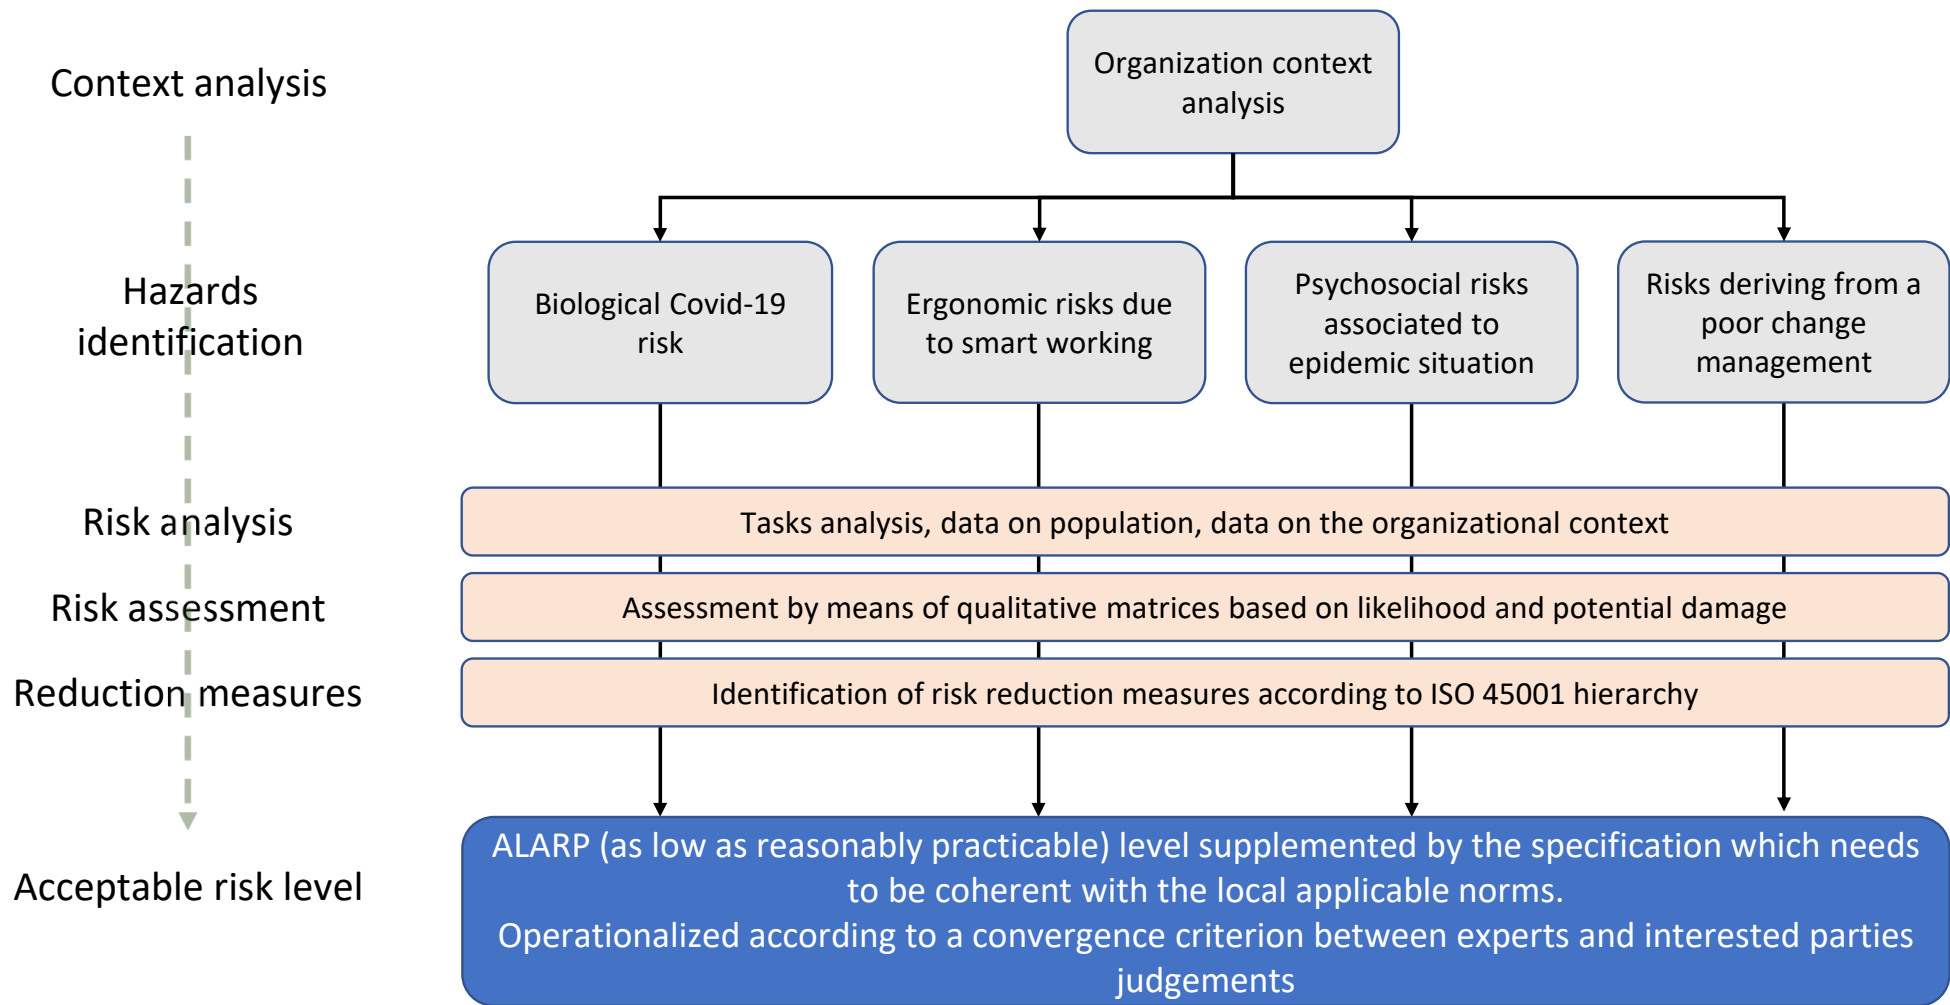 Context analysis
Organization context
analysis
Hazards
identification
Biological Covid-19
risk
Ergonomic risks due
to smart working
Psychosocial risks
associated to
epidemic situation
Risks deriving from a
poor change
management
Risk analysis
Tasks analysis, data on population, data on the organizational context
Risk assessment
Assessment by means of qualitative matrices based on likelihood and potential damage
Reduction measures
Identification of risk reduction measures according to ISO 45001 hierarchy
Acceptable risk level
ALARP (as low as reasonably practicable) level supplemented by the specification which needs
to be coherent with the local applicable norms.
Operationalized according to a convergence criterion between experts and interested parties
judgements